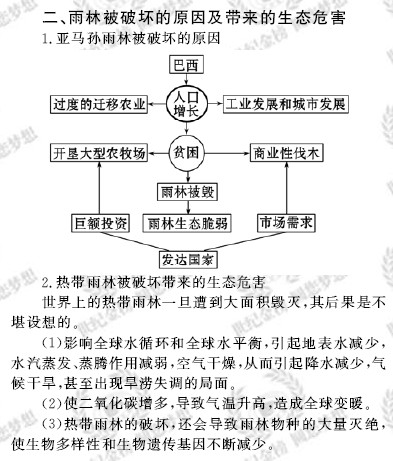 二、雨林被破坏的原因及带来的生态危害
1.亚马孙雨林被破坏的原因
巴西
过度的迁移农业
人口增长
工业发展和城市发展
开垦大型农牧场
贫困
商业性伐木
雨林被毁
巨额投资
雨林生态脆弱
市场需求
发达国家
2.热带雨林被破坏带来的生态危害
世界上的热带雨林一旦遭到大面积毁灭,其后果是不
堪设想的。
(1)影响全球水循环和全球水平衡,引起地表水减少,
水汽蒸发、蒸腾作用减弱,空气干燥,从而引起降水减少,气
候干旱,甚至出现旱涝失调的局面。
(2)使二氧化碳增多,导致气温升高,造成全球变暖。
(3)热带雨林的破坏,还会导致雨林物种的大量灭绝,
使生物多样性和生物遗传基因不断减少。